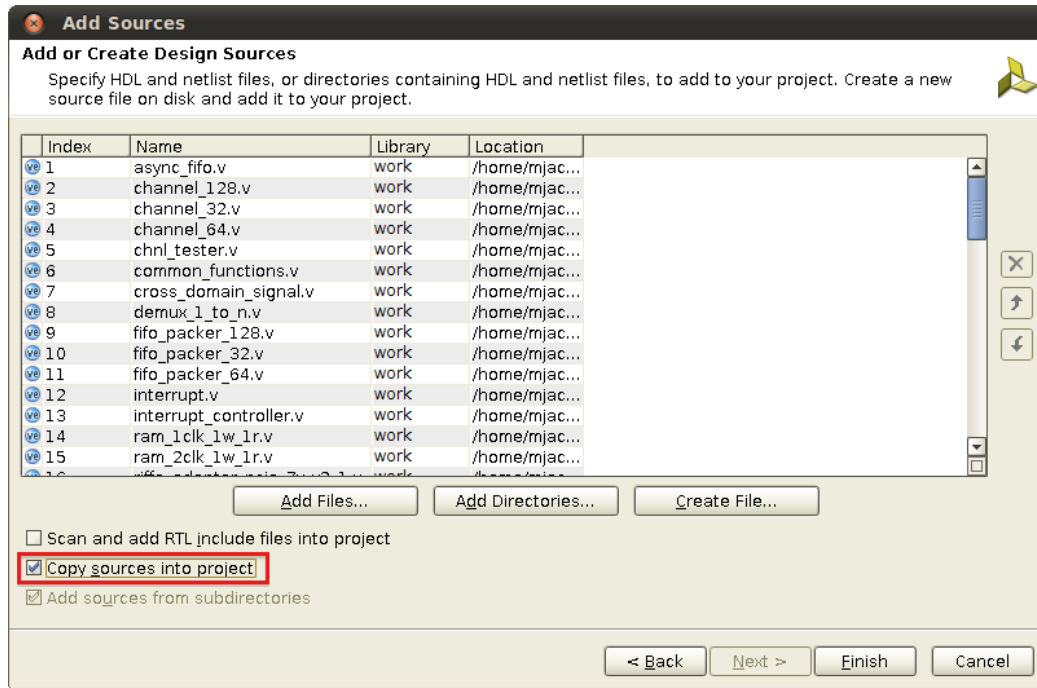 Add Sources
Add or Create Design Sources
Specify HDL and netlist files, or directories containing HDL and netlist files, to add to your project. Create a new
source file on disk and add it to your project.
Index Name Library Location
1 async_fifo.v work /home/mjac...
2 channel_128.v work /home/mjac...
3 channel_32.v work /home/mjac...
4 channel_64.v work /home/mjac...
5 chnl_tester.v work /home/mjac...
6 common_functions.v work /home/mjac...
7 cross_domain_signal.v work /home/mjac...
8 demux_1_to_n.v work /home/mjac...
9 fifo_packer_128.v work /home/mjac...
10 fifo_packer_32.v work /home/mjac...
11 fifo_packer_64.v work /home/mjac...
12 interrupt.v work /home/mjac...
13 interrupt_controller.v work /home/mjac...
14 ram_1clk_1w_1r.v work /home/mjac...
15 ram_2clk_1w_1r.v work /home/mjac...
Add Files... Add Directories... Create File...
Scan and add RTL include files into project
Copy sources into project
Add sources from subdirectories
< Back Next > Finish Cancel